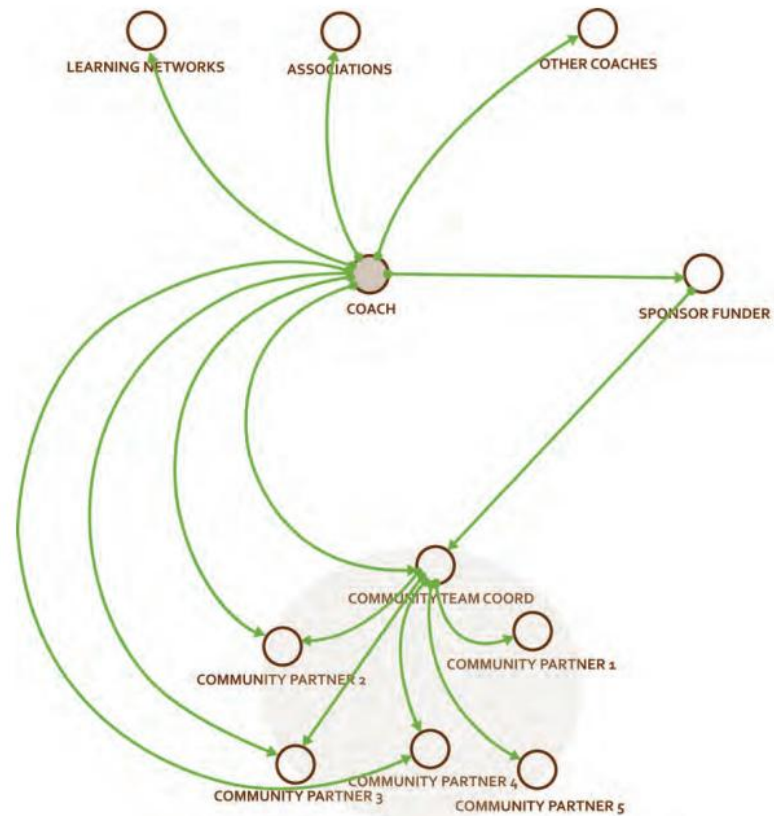 LEARNING NETWORKS
ASSOCIATIONS
OTHER COACHES
COACH
SPONSOR FUNDER
COMMUNITY TEAM COORD
COMMUNITY PARTNER 1
COMMUNITY PARTNER 2
COMMUNITY PARTNER 3
COMMUNITY PARTNER 4
COMMUNITY PARTNER 5